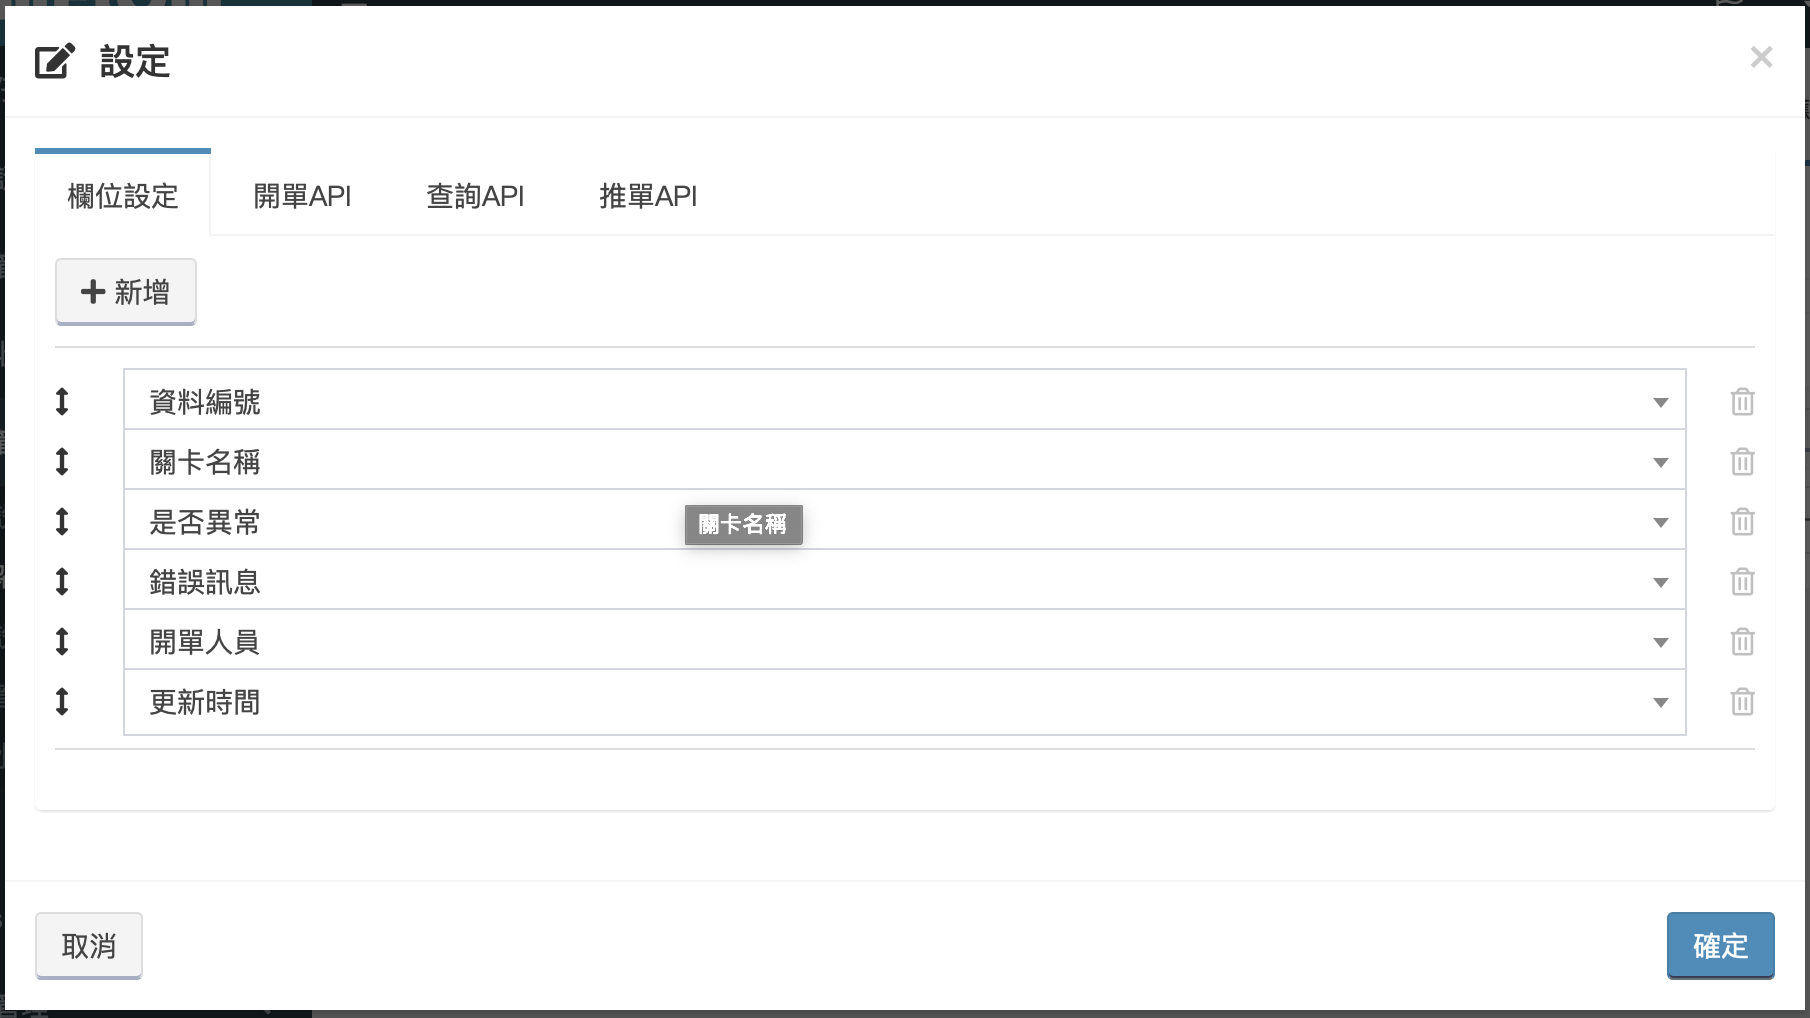 設定
欄位設定 開單API 查詢API 推單API
新增
資料編號
關卡名稱
是否異常
關卡名稱
錯誤訊息
開單人員
更新時間
取消 確定